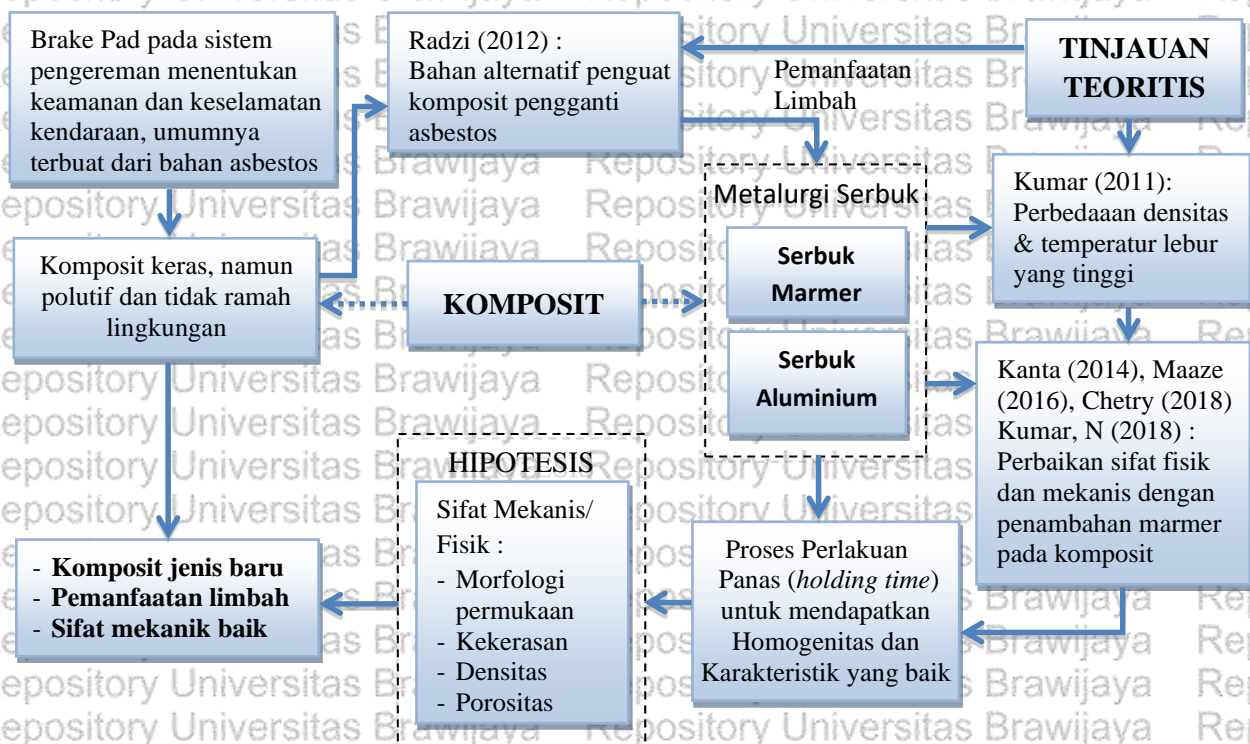 Brake Pad pada sistem
pengereman menentukan
keamanan dan keselamatan
kendaraan, umumnya
terbuat dari bahan asbestos
Radzi (2012) :
Bahan alternatif penguat
komposit pengganti
asbestos
Pemanfaatan
Limbah
TINJAUAN
TEORITIS
Komposit keras, namun
polutif dan tidak ramah
lingkungan
KOMPOSIT
Metalurgi Serbuk
Serbuk
Marmer
Serbuk
Aluminium
Kumar (2011):
Perbedaaan densitas
& temperatur lebur
yang tinggi
Kanta (2014), Maaze
(2016), Chetry (2018)
Kumar, N (2018) :
Perbaikan sifat fisik
dan mekanis dengan
penambahan marmer
pada komposit
HIPOTESIS
Sifat Mekanis/
Fisik :
- Morfologi
permukaan
- Kekerasan
- Densitas
- Porositas
Proses Perlakuan
Panas (holding time)
untuk mendapatkan
Homogenitas dan
Karakteristik yang baik
- Komposit jenis baru
- Pemanfaatan limbah
- Sifat mekanik baik
Repository Universitas Brawijaya